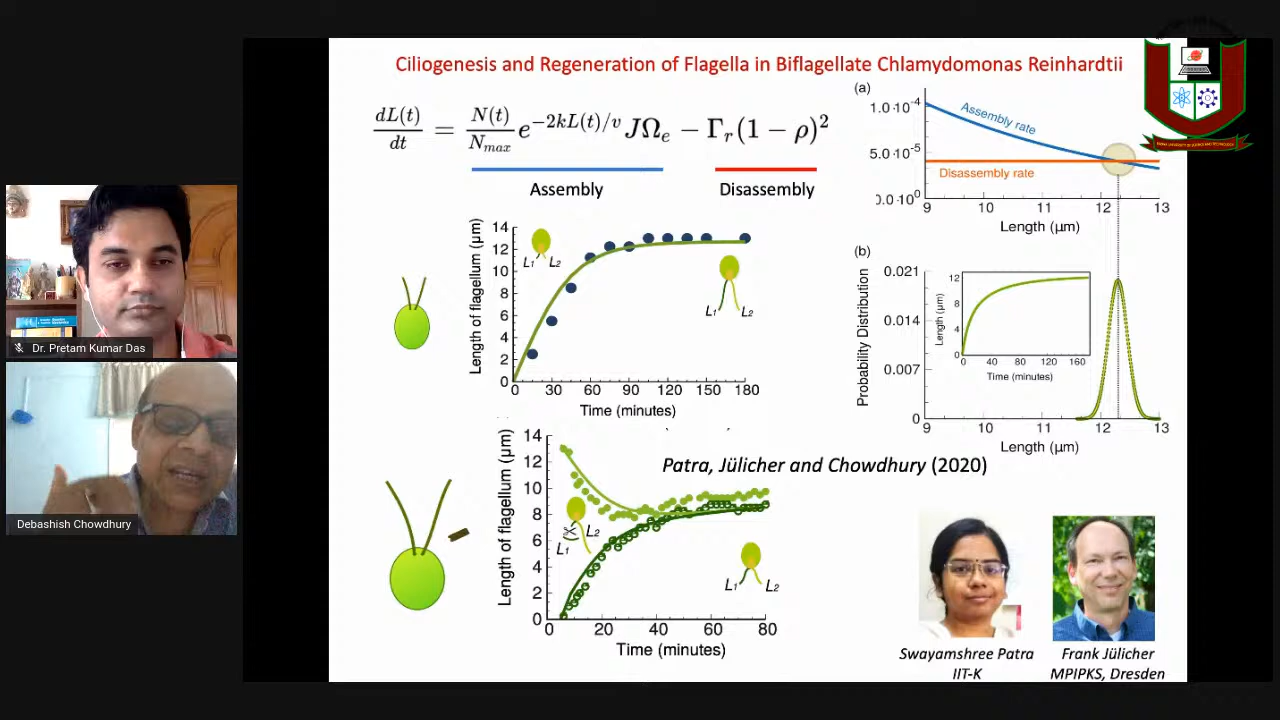 Ciliogenesis and Regeneration of Flagella in Biflagellate Chlamydomonas Reinhardtii
dL(t)/dt = N(t)/Nmax e^−2kL(t)/v JΩe − Γr(1 − ρ)^2
Assembly
Disassembly
Length of flagellum (μm)
14
12
10
8
6
4
2
0
L1 L2
L1 L2
0 30 60 90 120 150 180
Time (minutes)
Length of flagellum (μm)
14
12
10
8
6
4
2
0
L1 L2
L1 L2
0 20 40 60 80
Time (minutes)
(a)
1.0·10^-4
5.0·10^-5
0.0·10^0
Assembly rate
Disassembly rate
9 10 11 12 13
Length (μm)
(b)
Probability Distribution
0.021
0.014
0.007
0
Length (μm)
12
8
4
0
0 40 80 120 160
Time (minutes)
9 10 11 12 13
Length (μm)
Patra, Jülicher and Chowdhury (2020)
Swayamshree Patra
IIT-K
Frank Jülicher
MPIPKS, Dresden
Dr. Pretam Kumar Das
Debashish Chowdhury